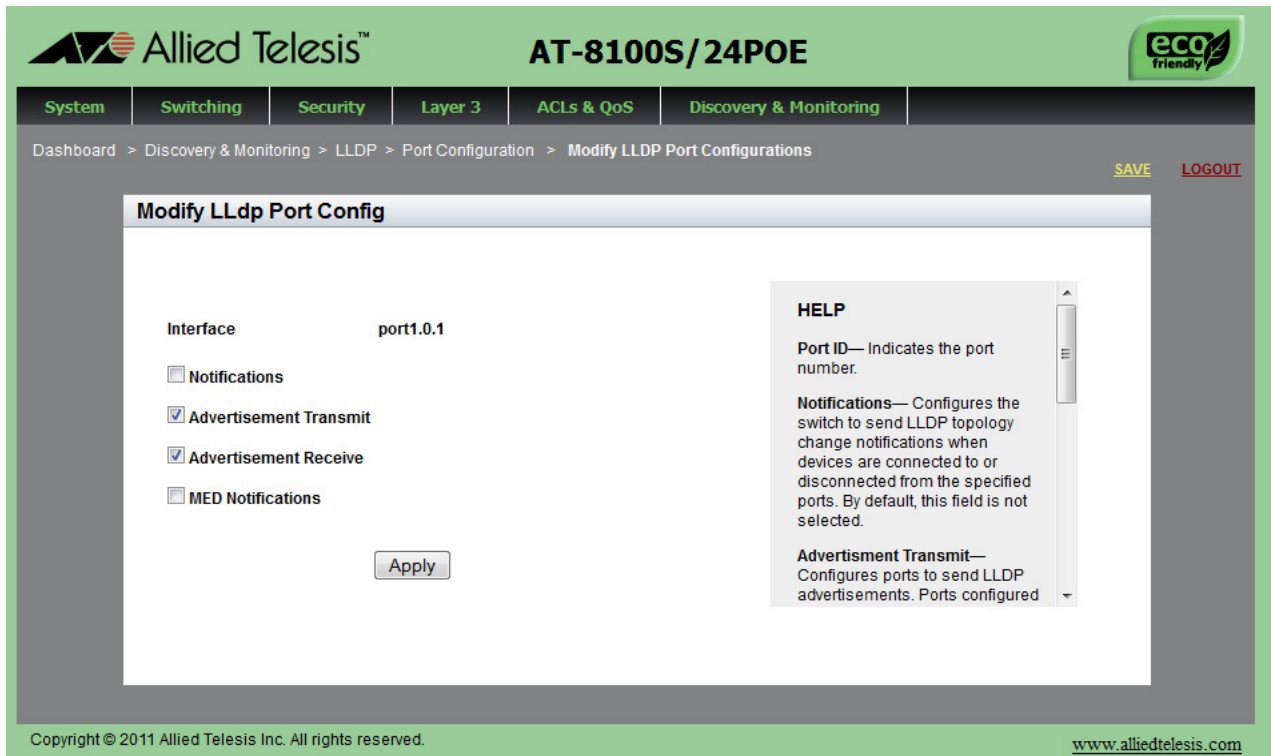 Allied Telesis™
AT-8100S/24POE
eco
friendly
System
Switching
Security
Layer 3
ACLs & QoS
Discovery & Monitoring
Dashboard > Discovery & Monitoring > LLDP > Port Configuration > Modify LLDP Port Configurations
SAVE
LOGOUT
Modify LLdp Port Config
Interface
port1.0.1
Notifications
Advertisement Transmit
Advertisement Receive
MED Notifications
Apply
HELP
Port ID— Indicates the port
number.
Notifications— Configures the
switch to send LLDP topology
change notifications when
devices are connected to or
disconnected from the specified
ports. By default, this field is not
selected.
Advertisment Transmit—
Configures ports to send LLDP
advertisements. Ports configured
Copyright © 2011 Allied Telesis Inc. All rights reserved.
www.alliedtelesis.com